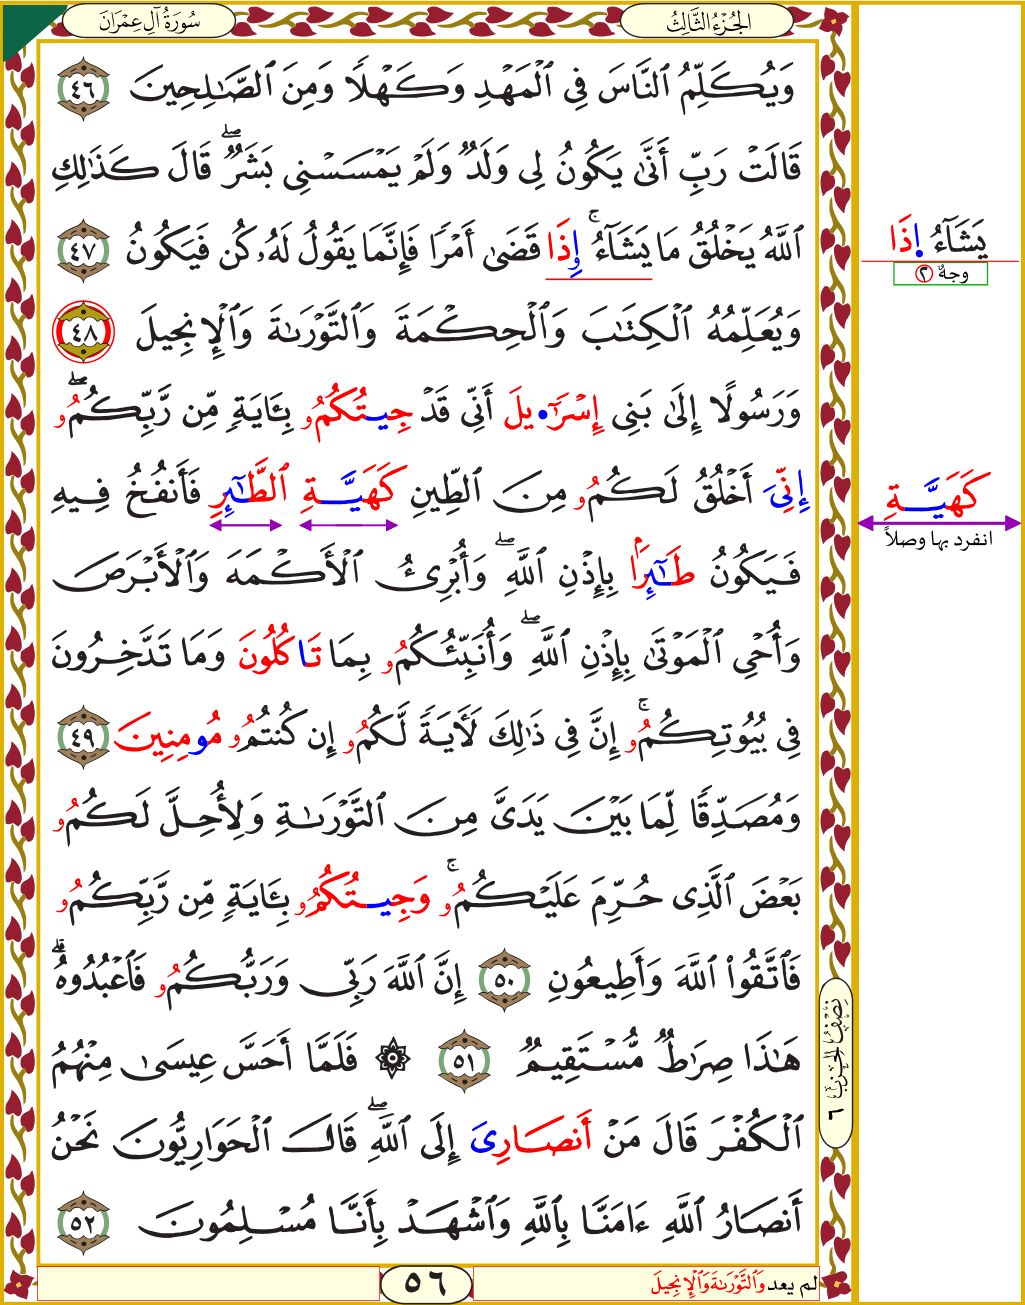 سُورَةُ آلِ عِمْرَانَ
الجُزْءُ الثَّالِثُ
وَيُكَلِّمُ ٱلنَّاسَ فِي ٱلْمَهْدِ وَكَهْلًا وَمِنَ ٱلصَّٰلِحِينَ ٤٦
قَالَتْ رَبِّ أَنَّىٰ يَكُونُ لِي وَلَدٌ وَلَمْ يَمْسَسْنِي بَشَرٌ ۖ قَالَ كَذَٰلِكِ
ٱللَّهُ يَخْلُقُ مَا يَشَآءُ ۚ إِذَا قَضَىٰ أَمْرًا فَإِنَّمَا يَقُولُ لَهُۥ كُن فَيَكُونُ ٤٧
وَيُعَلِّمُهُ ٱلْكِتَٰبَ وَٱلْحِكْمَةَ وَٱلتَّوْرَىٰةَ وَٱلْإِنجِيلَ ٤٨
وَرَسُولًا إِلَىٰ بَنِي إِسْرَآ•يلَ أَنِّي قَدْ جِيتُكُمُۥ بِـَٔايَةٍ مِّن رَّبِّكُمُۥ ۖ
إِنِّيَ أَخْلُقُ لَكُمُۥ مِنَ ٱلطِّينِ كَهَيَّةِ ٱلطَّٰٓئِرِ فَأَنفُخُ فِيهِ
فَيَكُونُ طَٰٓئِرًا بِإِذْنِ ٱللَّهِ ۖ وَأُبْرِئُ ٱلْأَكْمَهَ وَٱلْأَبْرَصَ
وَأُحْيِ ٱلْمَوْتَىٰ بِإِذْنِ ٱللَّهِ ۖ وَأُنَبِّئُكُمُۥ بِمَا تَاكُلُونَ وَمَا تَدَّخِرُونَ
فِي بُيُوتِكُمُۥ ۚ إِنَّ فِي ذَٰلِكَ لَأٓيَةً لَّكُمُۥ إِن كُنتُمُۥ مُومِنِينَ ٤٩
وَمُصَدِّقًا لِّمَا بَيْنَ يَدَيَّ مِنَ ٱلتَّوْرَىٰةِ وَلِأُحِلَّ لَكُمُۥ
بَعْضَ ٱلَّذِي حُرِّمَ عَلَيْكُمُۥ ۚ وَجِيتُكُمُۥ بِـَٔايَةٍ مِّن رَّبِّكُمُۥ
فَٱتَّقُوا۟ ٱللَّهَ وَأَطِيعُونِ ٥٠ إِنَّ ٱللَّهَ رَبِّي وَرَبُّكُمُۥ فَٱعْبُدُوهُ ۗ
هَٰذَا صِرَٰطٌ مُّسْتَقِيمٌ ٥١ ۞ فَلَمَّا أَحَسَّ عِيسَىٰ مِنْهُمُ
ٱلْكُفْرَ قَالَ مَنْ أَنصَارِيَ إِلَى ٱللَّهِ ۖ قَالَ ٱلْحَوَارِيُّونَ نَحْنُ
أَنصَارُ ٱللَّهِ ءَامَنَّا بِٱللَّهِ وَٱشْهَدْ بِأَنَّا مُسْلِمُونَ ٥٢
يَشَآءُ إِذَا
وجهٌ ٢
كَهَيَّةِ
انفرد بها وصلاً
نِصْفُ الحِزْبِ ٦
لم يعد وَٱلتَّوْرَىٰةَ وَٱلْإِنجِيلَ
٥٦